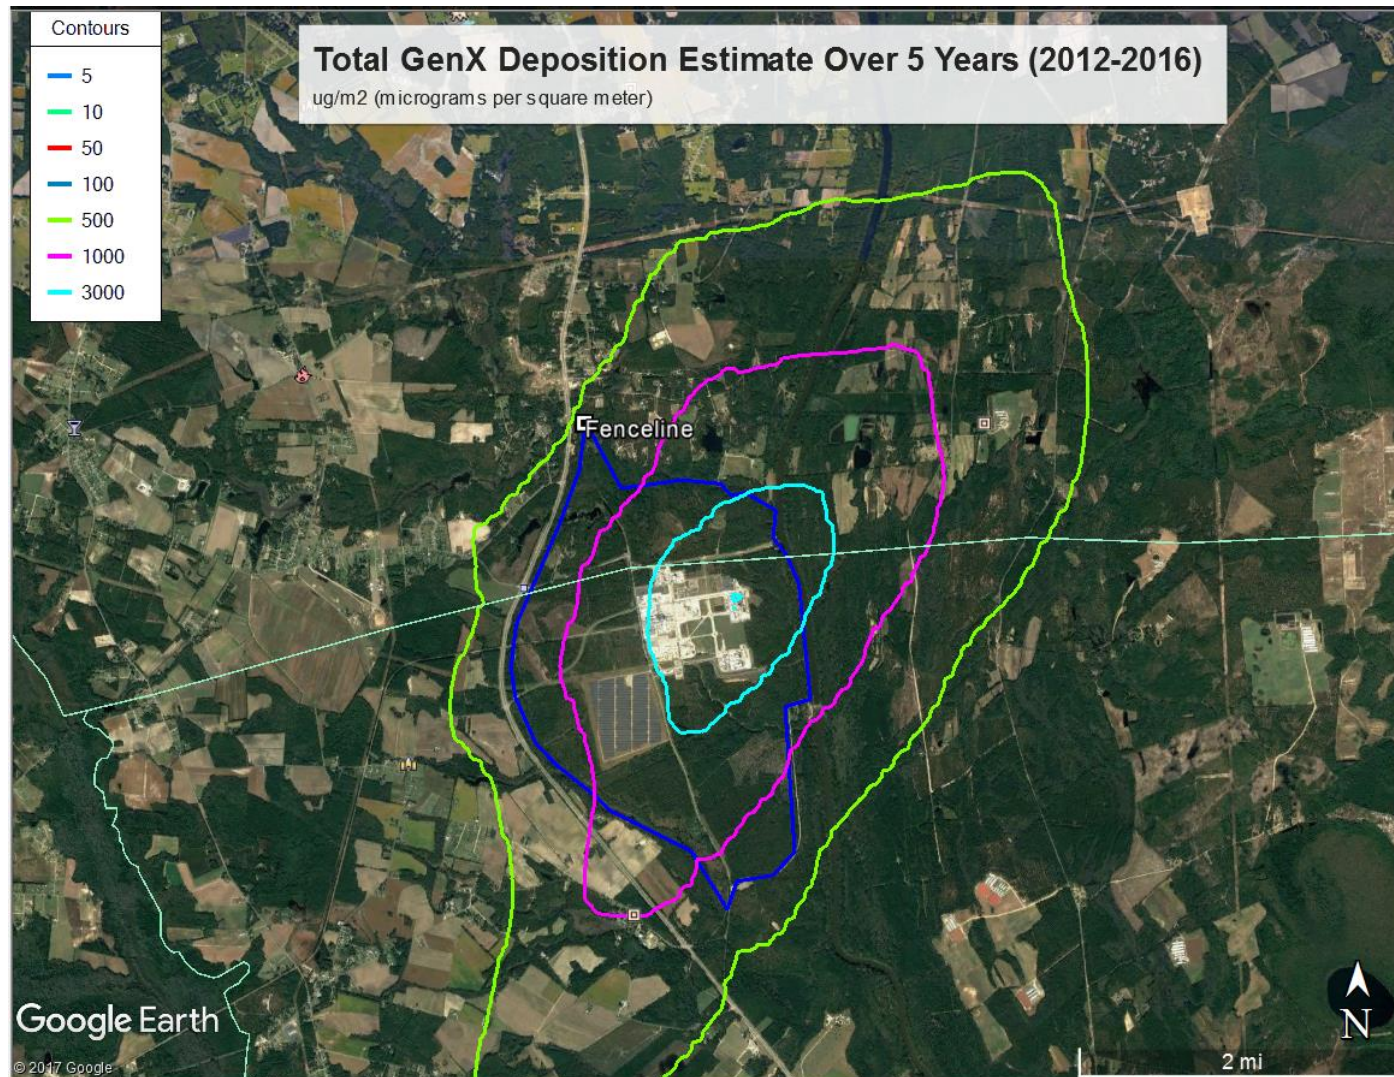 Contours
5
10
50
100
500
1000
3000
Total GenX Deposition Estimate Over 5 Years (2012-2016)
ug/m2 (micrograms per square meter)
Fenceline
Google Earth
© 2017 Google
N
2 mi